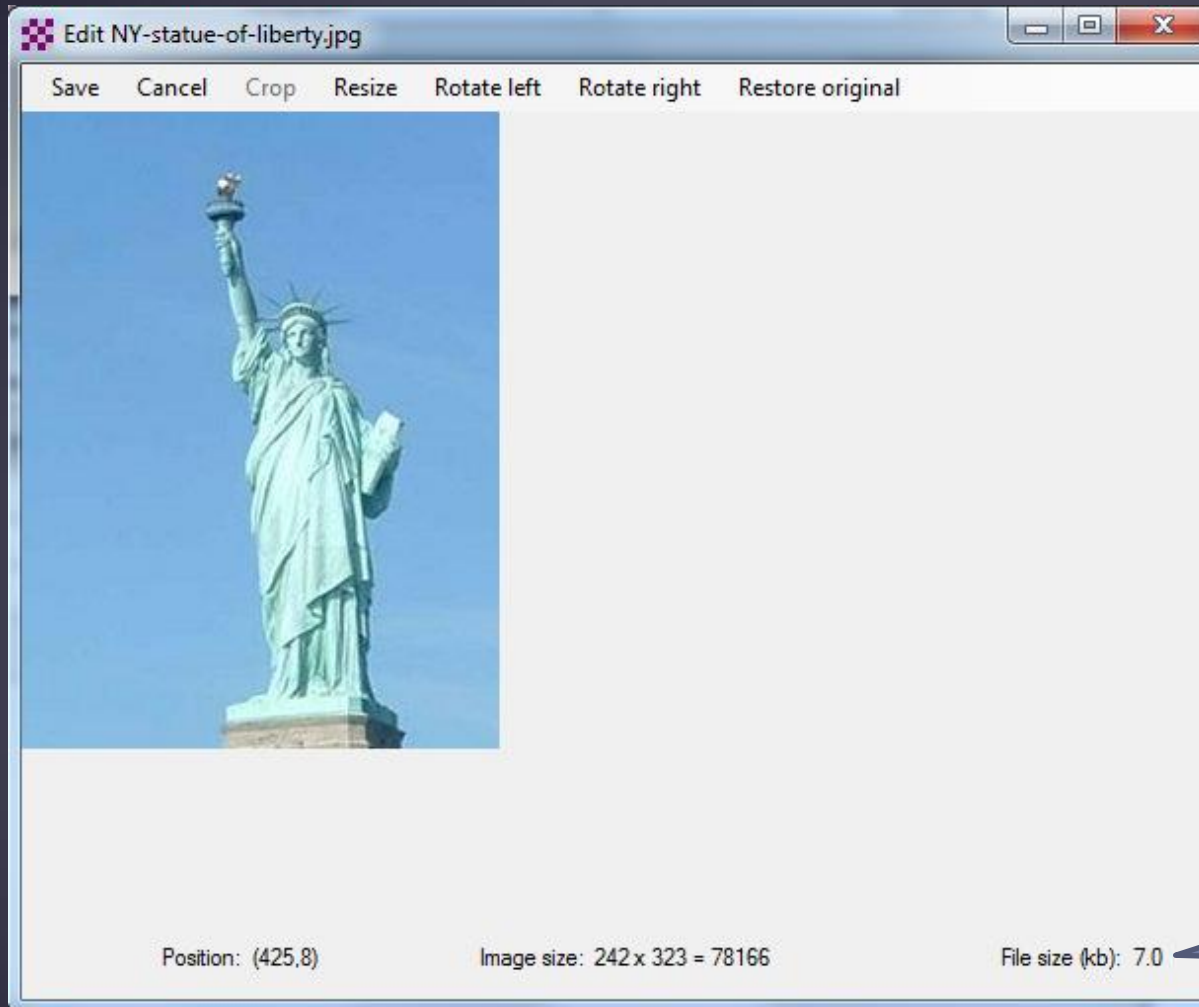 Edit NY-statue-of-liberty.jpg
Save Cancel Crop Resize Rotate left Rotate right Restore original
Position: (425,8) Image size: 242 x 323 = 78166 File size (kb): 7.0